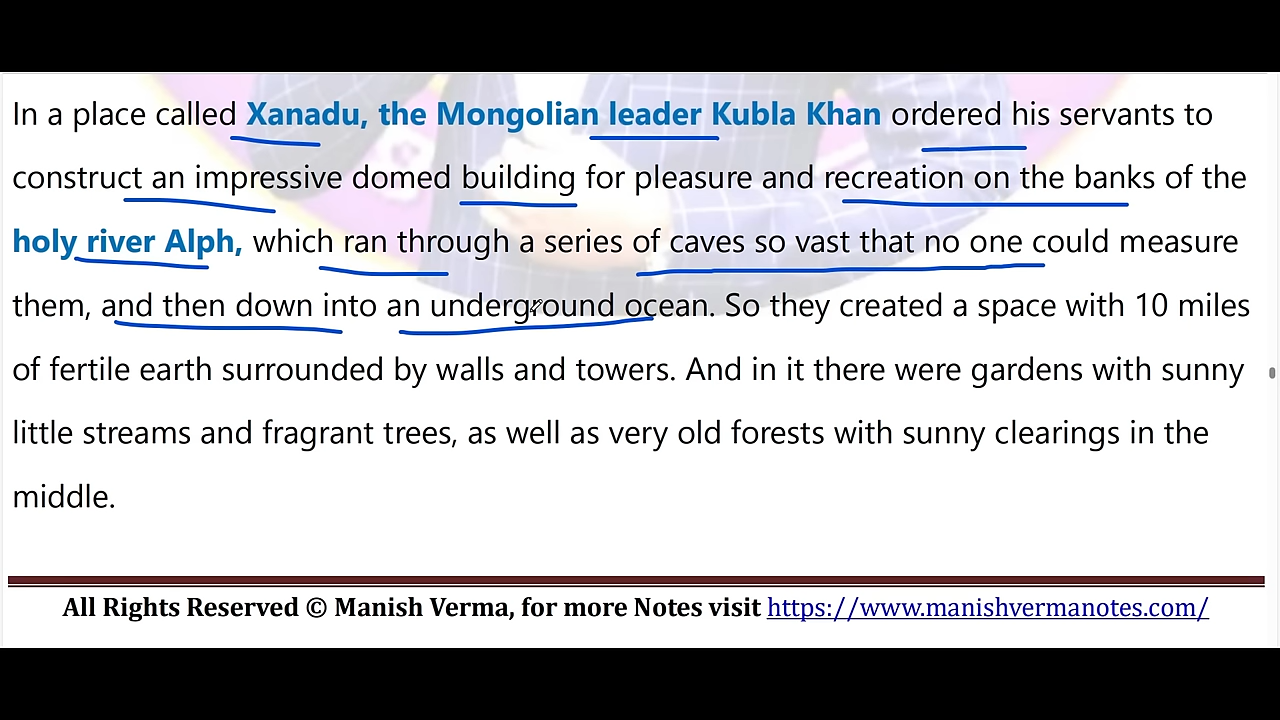 In a place called Xanadu, the Mongolian leader Kubla Khan ordered his servants to
construct an impressive domed building for pleasure and recreation on the banks of the
holy river Alph, which ran through a series of caves so vast that no one could measure
them, and then down into an underground ocean. So they created a space with 10 miles
of fertile earth surrounded by walls and towers. And in it there were gardens with sunny
little streams and fragrant trees, as well as very old forests with sunny clearings in the
middle.
All Rights Reserved © Manish Verma, for more Notes visit https://www.manishvermanotes.com/